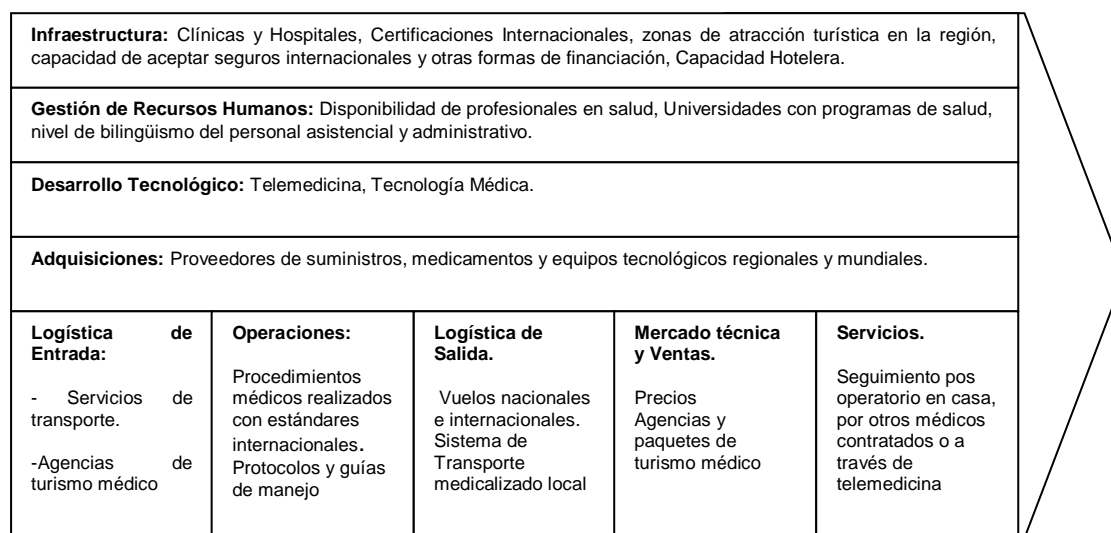 Infraestructura: Clínicas y Hospitales, Certificaciones Internacionales, zonas de atracción turística en la región,
capacidad de aceptar seguros internacionales y otras formas de financiación, Capacidad Hotelera.
Gestión de Recursos Humanos: Disponibilidad de profesionales en salud, Universidades con programas de salud,
nivel de bilingüismo del personal asistencial y administrativo.
Desarrollo Tecnológico: Telemedicina, Tecnología Médica.
Adquisiciones: Proveedores de suministros, medicamentos y equipos tecnológicos regionales y mundiales.
Logística de
Entrada:
- Servicios de
transporte.
-Agencias de
turismo médico
Operaciones:
Procedimientos
médicos realizados
con estándares
internacionales.
Protocolos y guías
de manejo
Logística de
Salida.
Vuelos nacionales
e internacionales.
Sistema de
Transporte
medicalizado local
Mercado técnica
y Ventas.
Precios
Agencias y
paquetes de
turismo médico
Servicios.
Seguimiento pos
operatorio en casa,
por otros médicos
contratados o a
través de
telemedicina